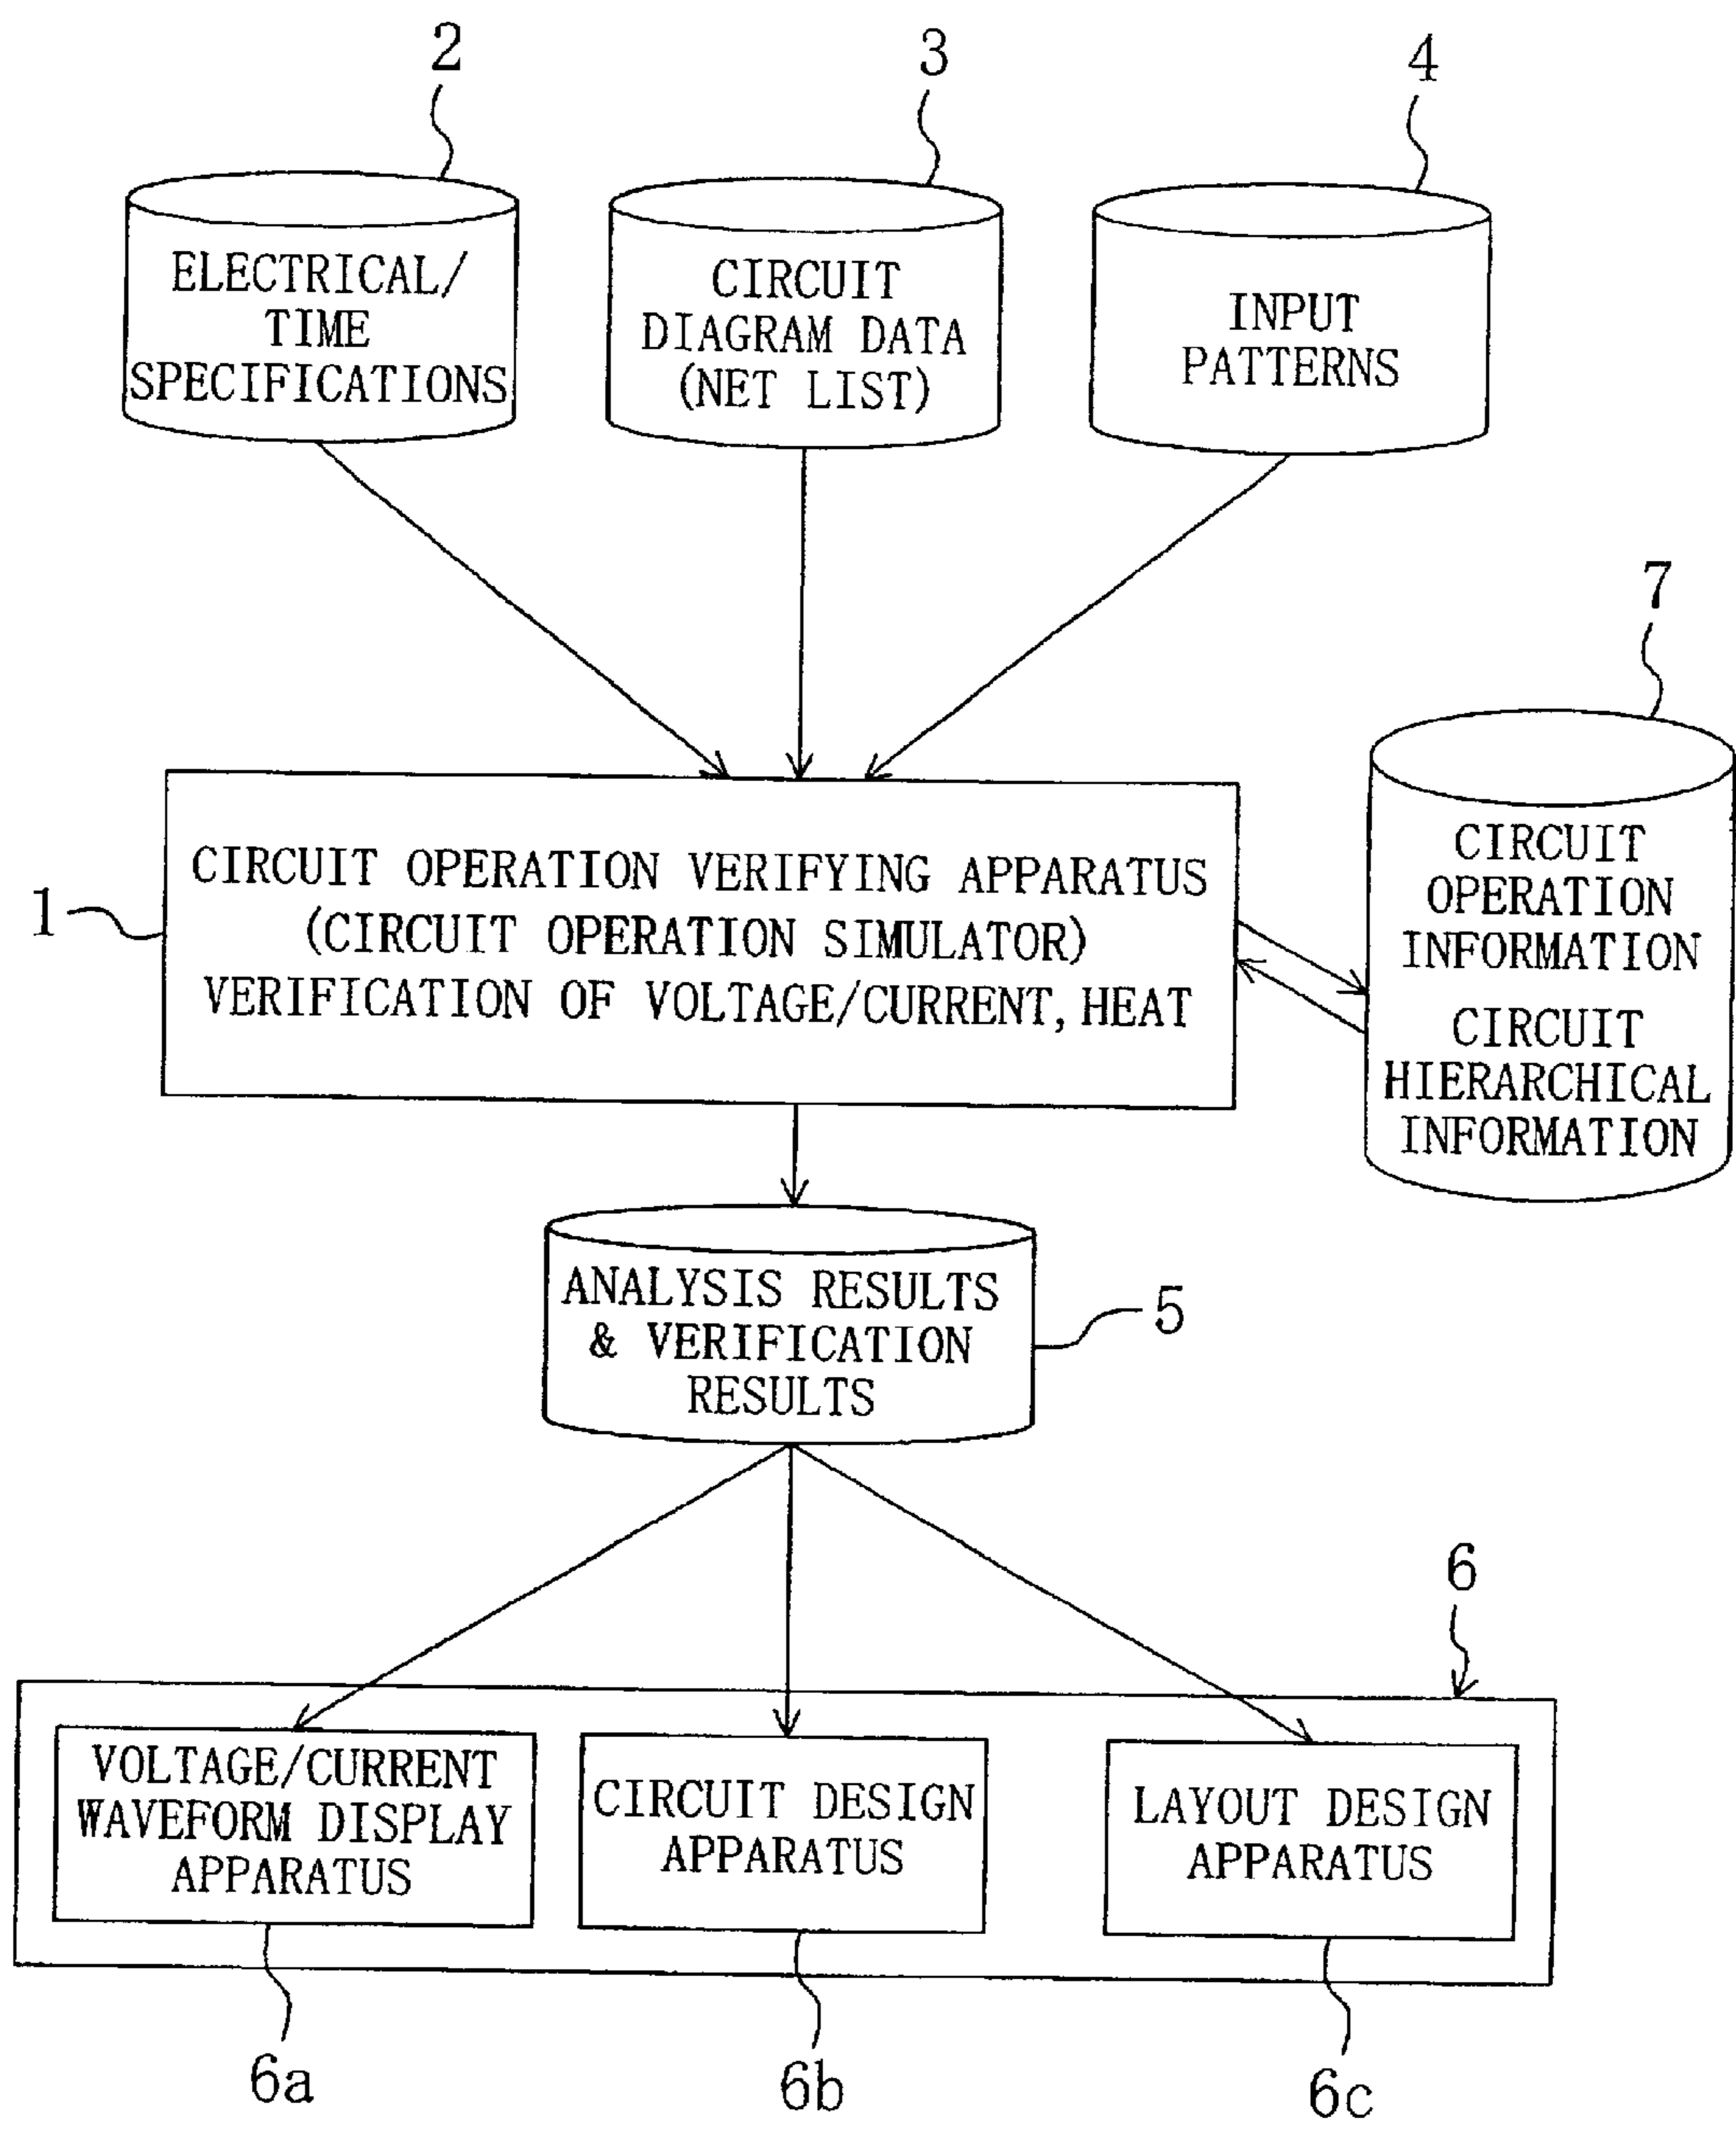 2
3
4
ELECTRICAL/
TIME
SPECIFICATIONS
CIRCUIT
DIAGRAM DATA
(NET LIST)
INPUT
PATTERNS
7
CIRCUIT
OPERATION
INFORMATION
CIRCUIT
HIERARCHICAL
INFORMATION
1
CIRCUIT OPERATION VERIFYING APPARATUS
(CIRCUIT OPERATION SIMULATOR)
VERIFICATION OF VOLTAGE/CURRENT, HEAT
ANALYSIS RESULTS
& VERIFICATION
RESULTS
5
6
VOLTAGE/CURRENT
WAVEFORM DISPLAY
APPARATUS
CIRCUIT DESIGN
APPARATUS
LAYOUT DESIGN
APPARATUS
6a
6b
6c